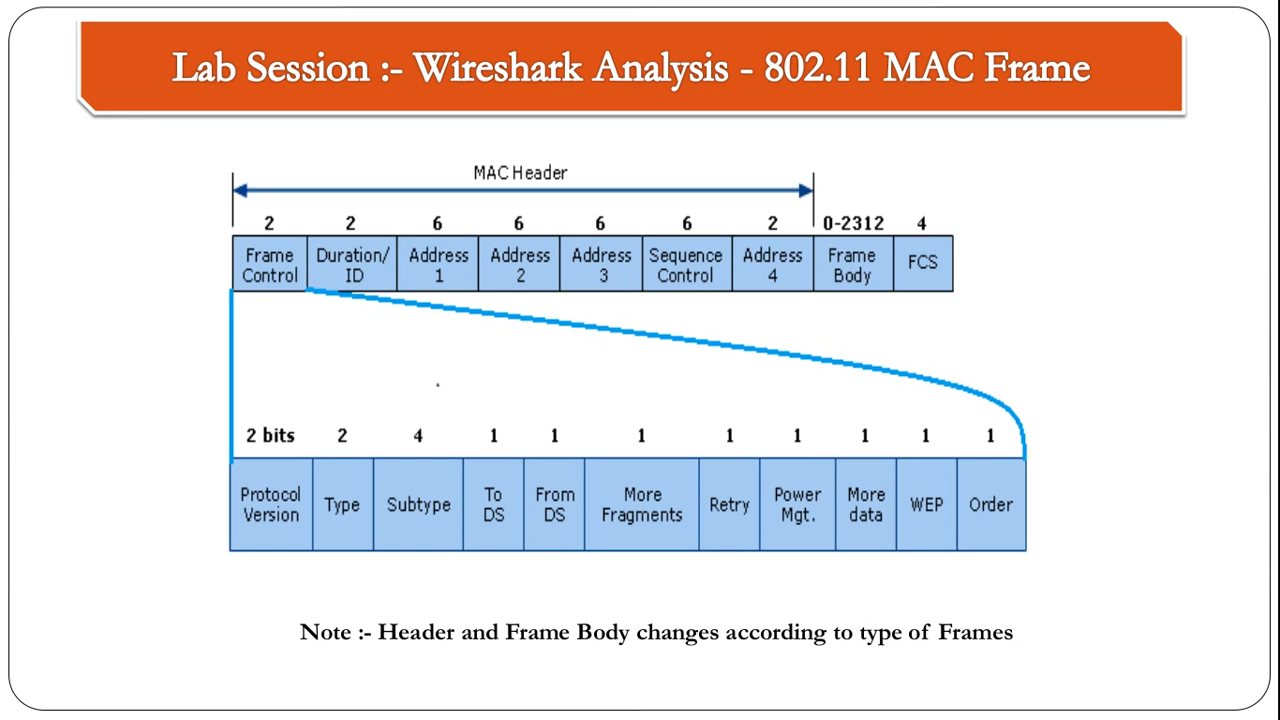 Lab Session :- Wireshark Analysis - 802.11 MAC Frame
MAC Header
2 2 6 6 6 6 2 0-2312 4
Frame Control Duration/ ID Address 1 Address 2 Address 3 Sequence Control Address 4 Frame Body FCS
2 bits 2 4 1 1 1 1 1 1 1 1
Protocol Version Type Subtype To DS From DS More Fragments Retry Power Mgt. More data WEP Order
Note :- Header and Frame Body changes according to type of Frames